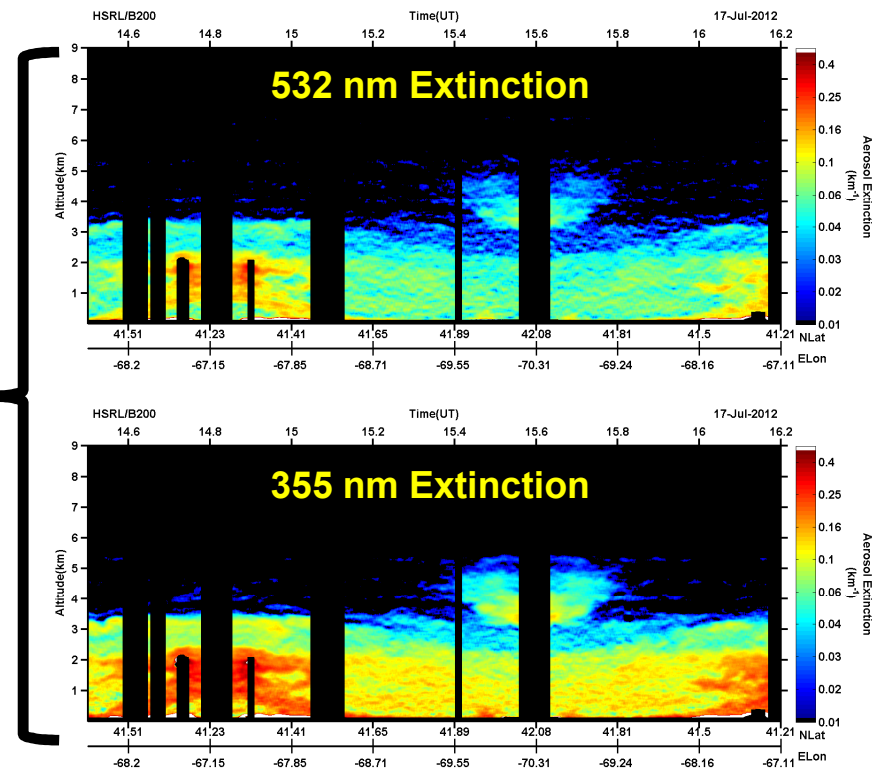 HSRL/B200 Time(UT) 17-Jul-2012
14.6 14.8 15 15.2 15.4 15.6 15.8 16 16.2
532 nm Extinction
Altitude(km)
9
8
7
6
5
4
3
2
1
0.4
0.25
0.16
0.1
0.06
0.04
0.03
0.02
0.01
Aerosol Extinction
(km-1)
41.51 41.23 41.41 41.65 41.89 42.08 41.81 41.5 41.21 NLat
-68.2 -67.15 -67.85 -68.71 -69.55 -70.31 -69.24 -68.16 -67.11 ELon
HSRL/B200 Time(UT) 17-Jul-2012
14.6 14.8 15 15.2 15.4 15.6 15.8 16 16.2
355 nm Extinction
Altitude(km)
9
8
7
6
5
4
3
2
1
0.4
0.25
0.16
0.1
0.06
0.04
0.03
0.02
0.01
Aerosol Extinction
(km-1)
41.51 41.23 41.41 41.65 41.89 42.08 41.81 41.5 41.21 NLat
-68.2 -67.15 -67.85 -68.71 -69.55 -70.31 -69.24 -68.16 -67.11 ELon